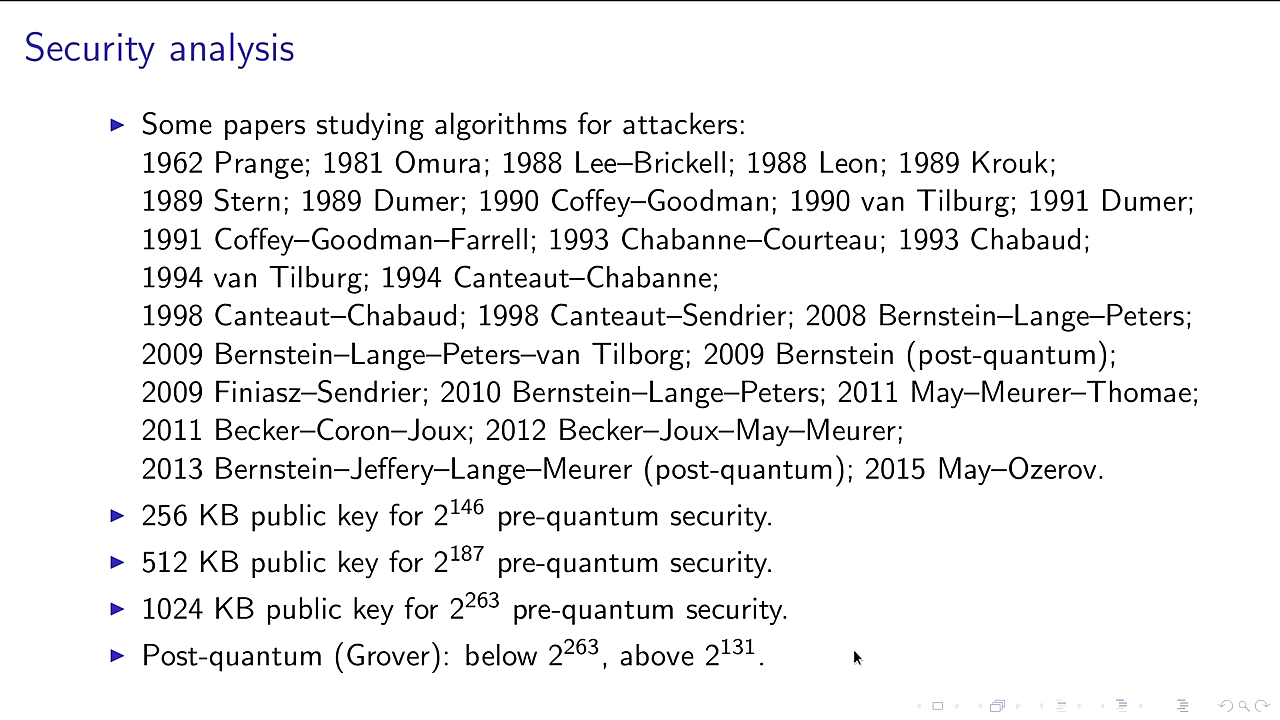 Security analysis
Some papers studying algorithms for attackers:
1962 Prange; 1981 Omura; 1988 Lee–Brickell; 1988 Leon; 1989 Krouk;
1989 Stern; 1989 Dumer; 1990 Coffey–Goodman; 1990 van Tilburg; 1991 Dumer;
1991 Coffey–Goodman–Farrell; 1993 Chabanne–Courteau; 1993 Chabaud;
1994 van Tilburg; 1994 Canteaut–Chabanne;
1998 Canteaut–Chabaud; 1998 Canteaut–Sendrier; 2008 Bernstein–Lange–Peters;
2009 Bernstein–Lange–Peters–van Tilborg; 2009 Bernstein (post-quantum);
2009 Finiasz–Sendrier; 2010 Bernstein–Lange–Peters; 2011 May–Meurer–Thomae;
2011 Becker–Coron–Joux; 2012 Becker–Joux–May–Meurer;
2013 Bernstein–Jeffery–Lange–Meurer (post-quantum); 2015 May–Ozerov.
256 KB public key for 2^146 pre-quantum security.
512 KB public key for 2^187 pre-quantum security.
1024 KB public key for 2^263 pre-quantum security.
Post-quantum (Grover): below 2^263, above 2^131.